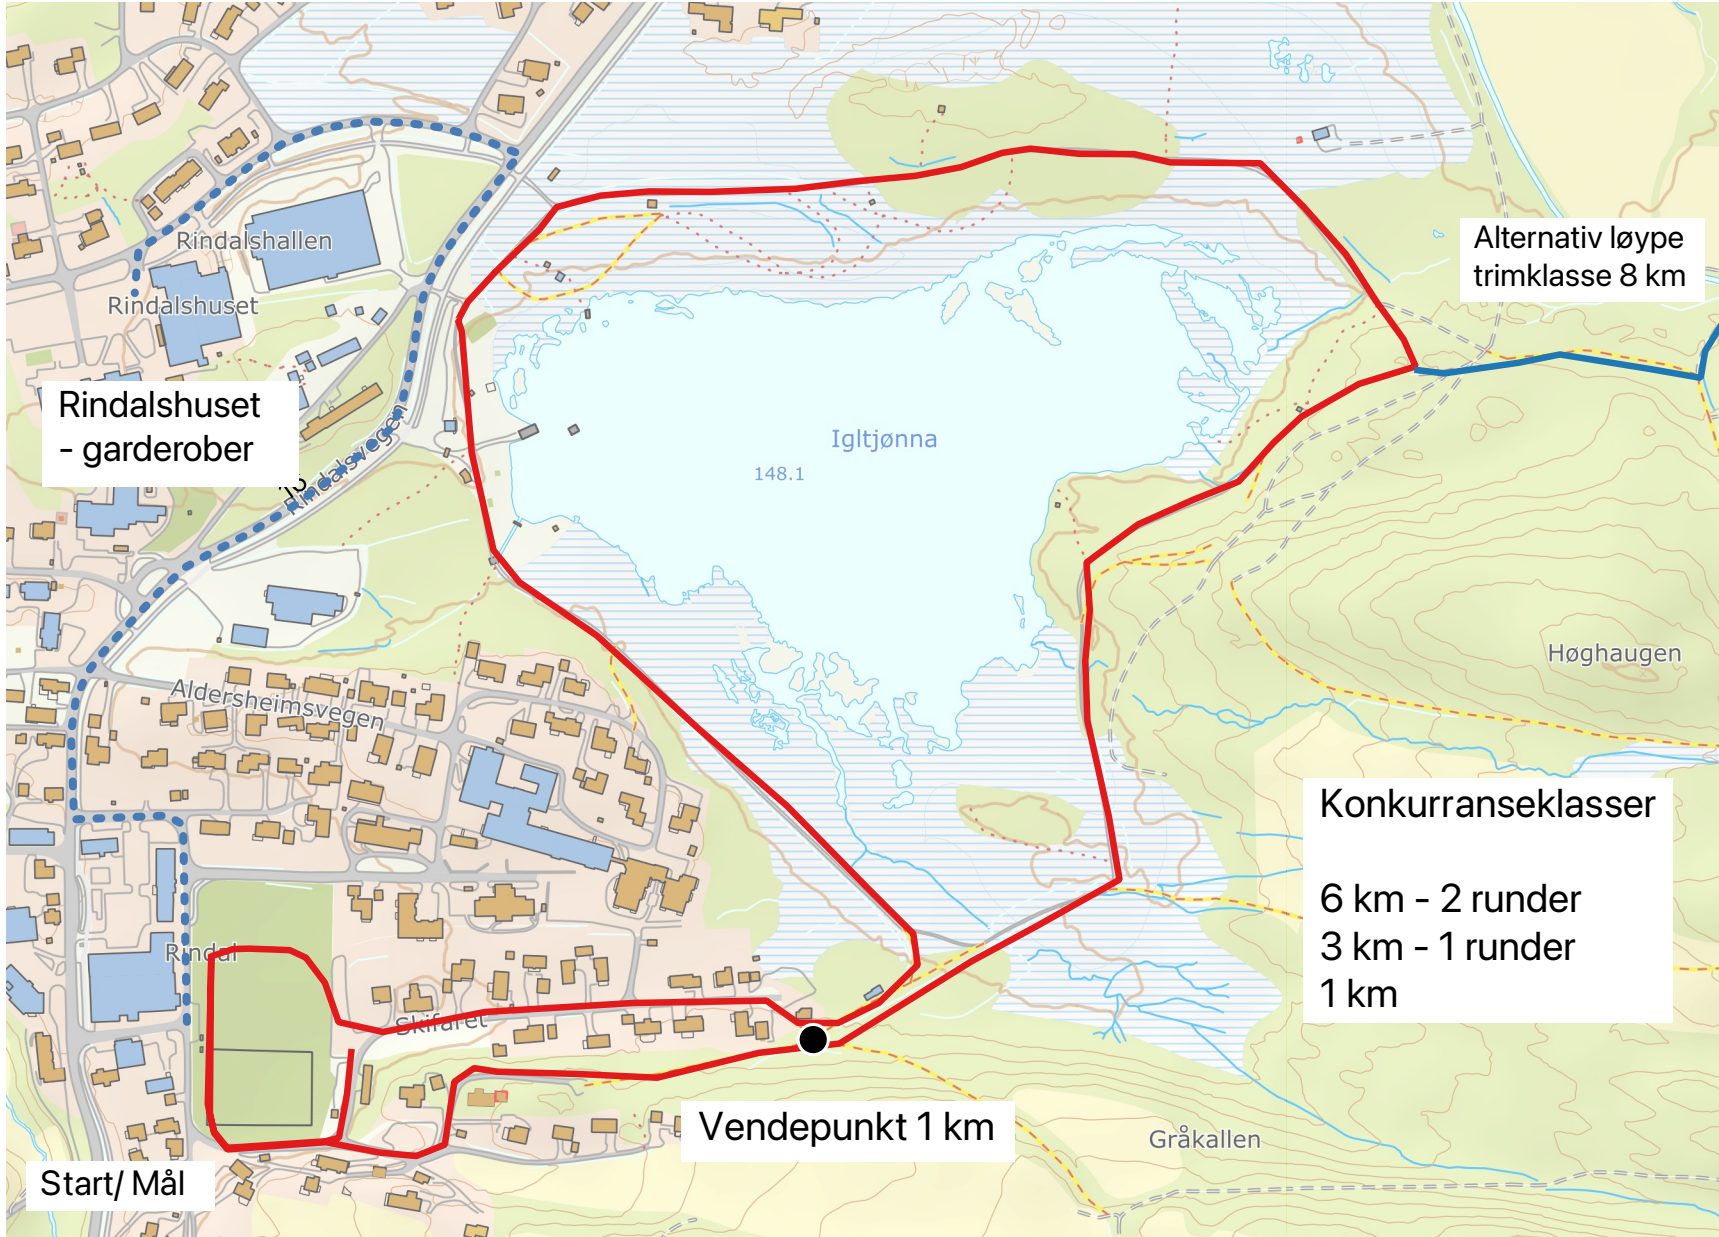 Rindalshallen
Rindalshuset
Alternativ løype
trimklasse 8 km
Rindalshuset
- garderober
Rindalsvegen
Igltjønna
148.1
Høghaugen
Aldersheimsvegen
Konkurranseklasser
6 km - 2 runder
3 km - 1 runder
1 km
Rindal
Skifaret
Vendepunkt 1 km
Gråkallen
Start/ Mål